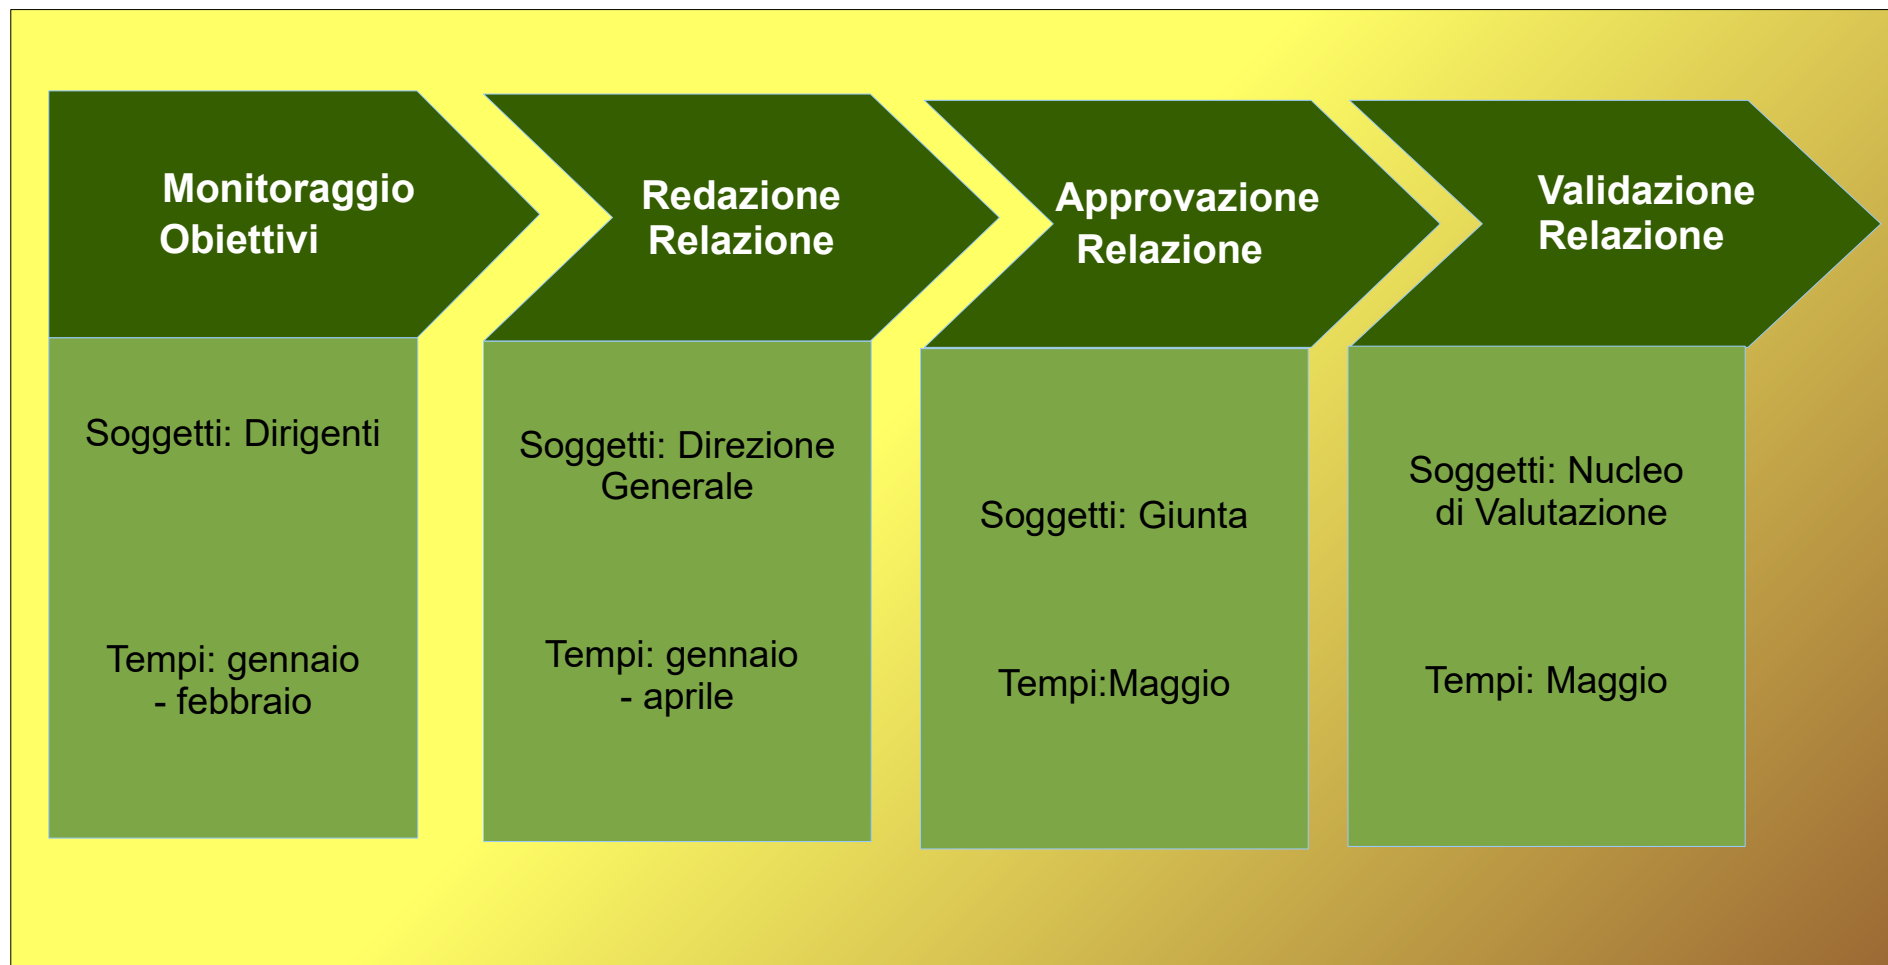 Monitoraggio
Obiettivi
Soggetti: Dirigenti
Tempi: gennaio
- febbraio
Redazione
Relazione
Soggetti: Direzione
Generale
Tempi: gennaio
- aprile
Approvazione
Relazione
Soggetti: Giunta
Tempi:Maggio
Validazione
Relazione
Soggetti: Nucleo
di Valutazione
Tempi: Maggio